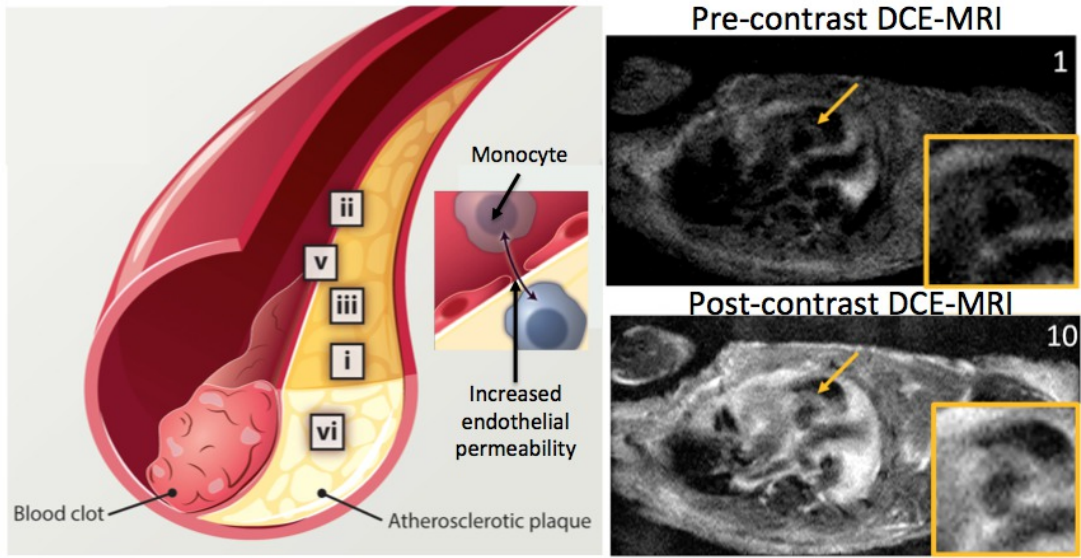 Pre-contrast DCE-MRI
1
Monocyte
ii
v
iii
i
vi
Increased
endothelial
permeability
Blood clot
Atherosclerotic plaque
Post-contrast DCE-MRI
10